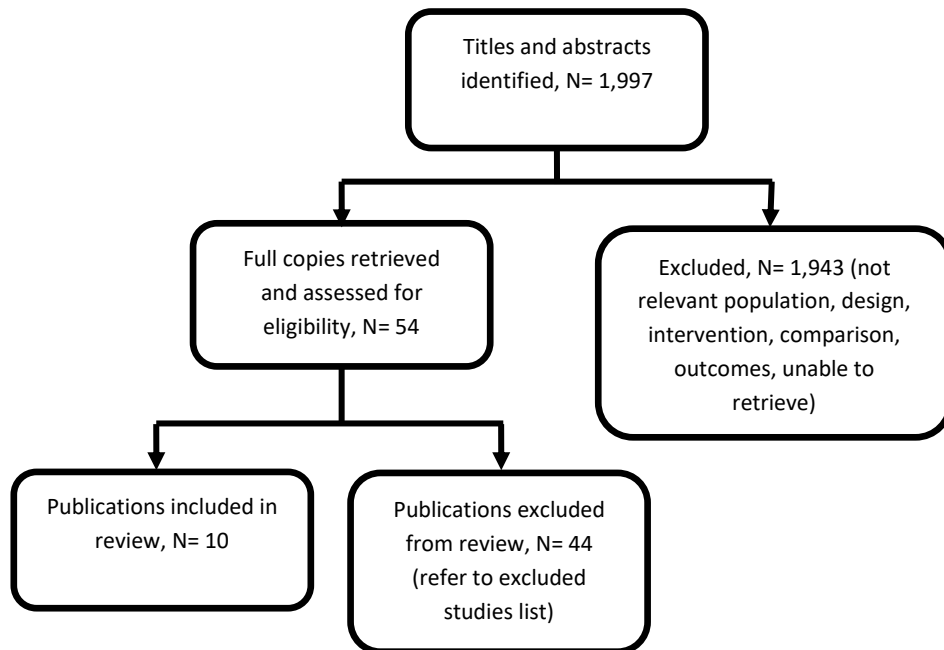 Titles and abstracts
identified, N= 1,997
Full copies retrieved
and assessed for
eligibility, N= 54
Excluded, N= 1,943 (not
relevant population, design,
intervention, comparison,
outcomes, unable to
retrieve)
Publications included in
review, N= 10
Publications excluded
from review, N= 44
(refer to excluded
studies list)